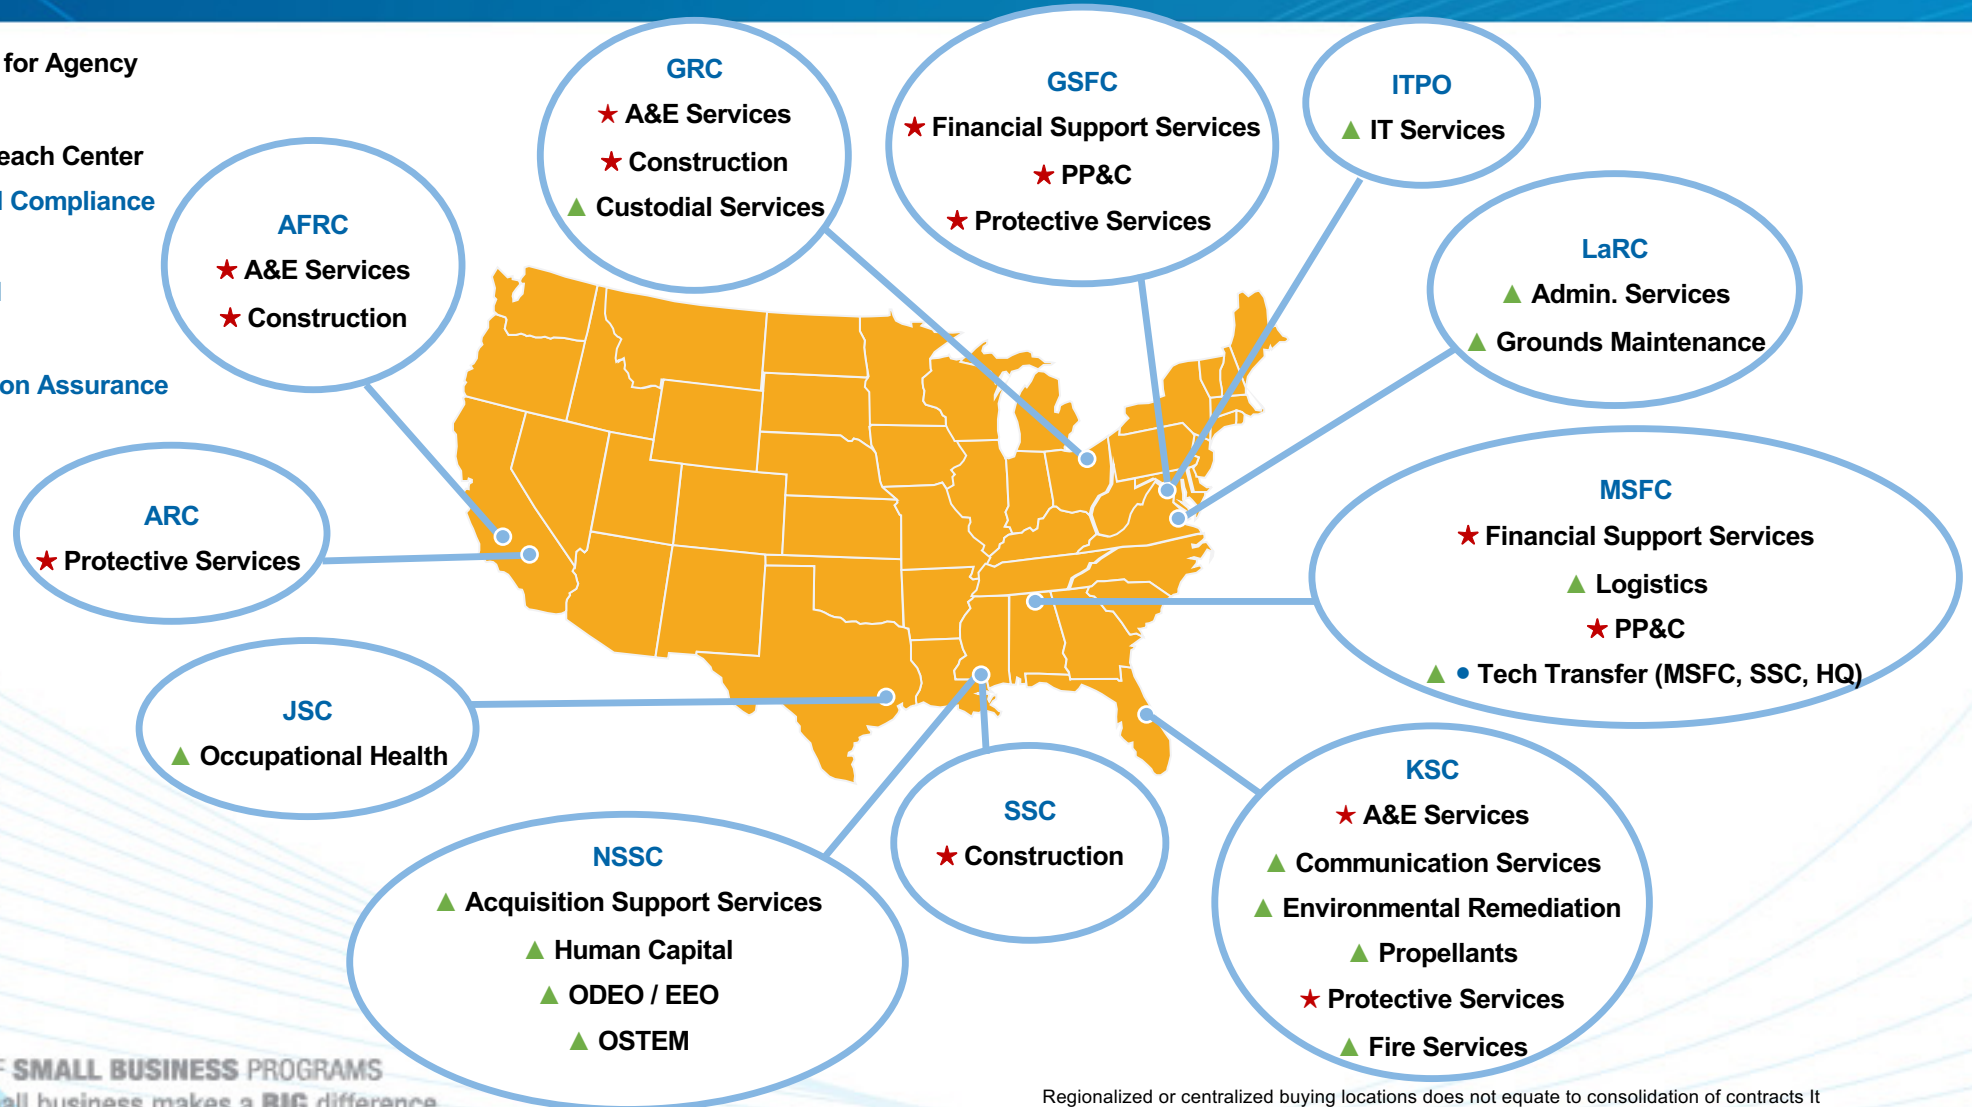 for Agency
Center
Compliance
Assurance
GRC
A&E Services
Construction
Custodial Services
GSFC
Financial Support Services
PP&C
Protective Services
ITPO
IT Services
AFRC
A&E Services
Construction
LaRC
Admin. Services
Grounds Maintenance
ARC
Protective Services
MSFC
Financial Support Services
Logistics
PP&C
• Tech Transfer (MSFC, SSC, HQ)
JSC
Occupational Health
NSSC
Acquisition Support Services
Human Capital
ODEO / EEO
OSTEM
SSC
Construction
KSC
A&E Services
Communication Services
Environmental Remediation
Propellants
Protective Services
Fire Services
SMALL BUSINESS PROGRAMS
business makes a BIG difference
Regionalized or centralized buying locations does not equate to consolidation of contracts It